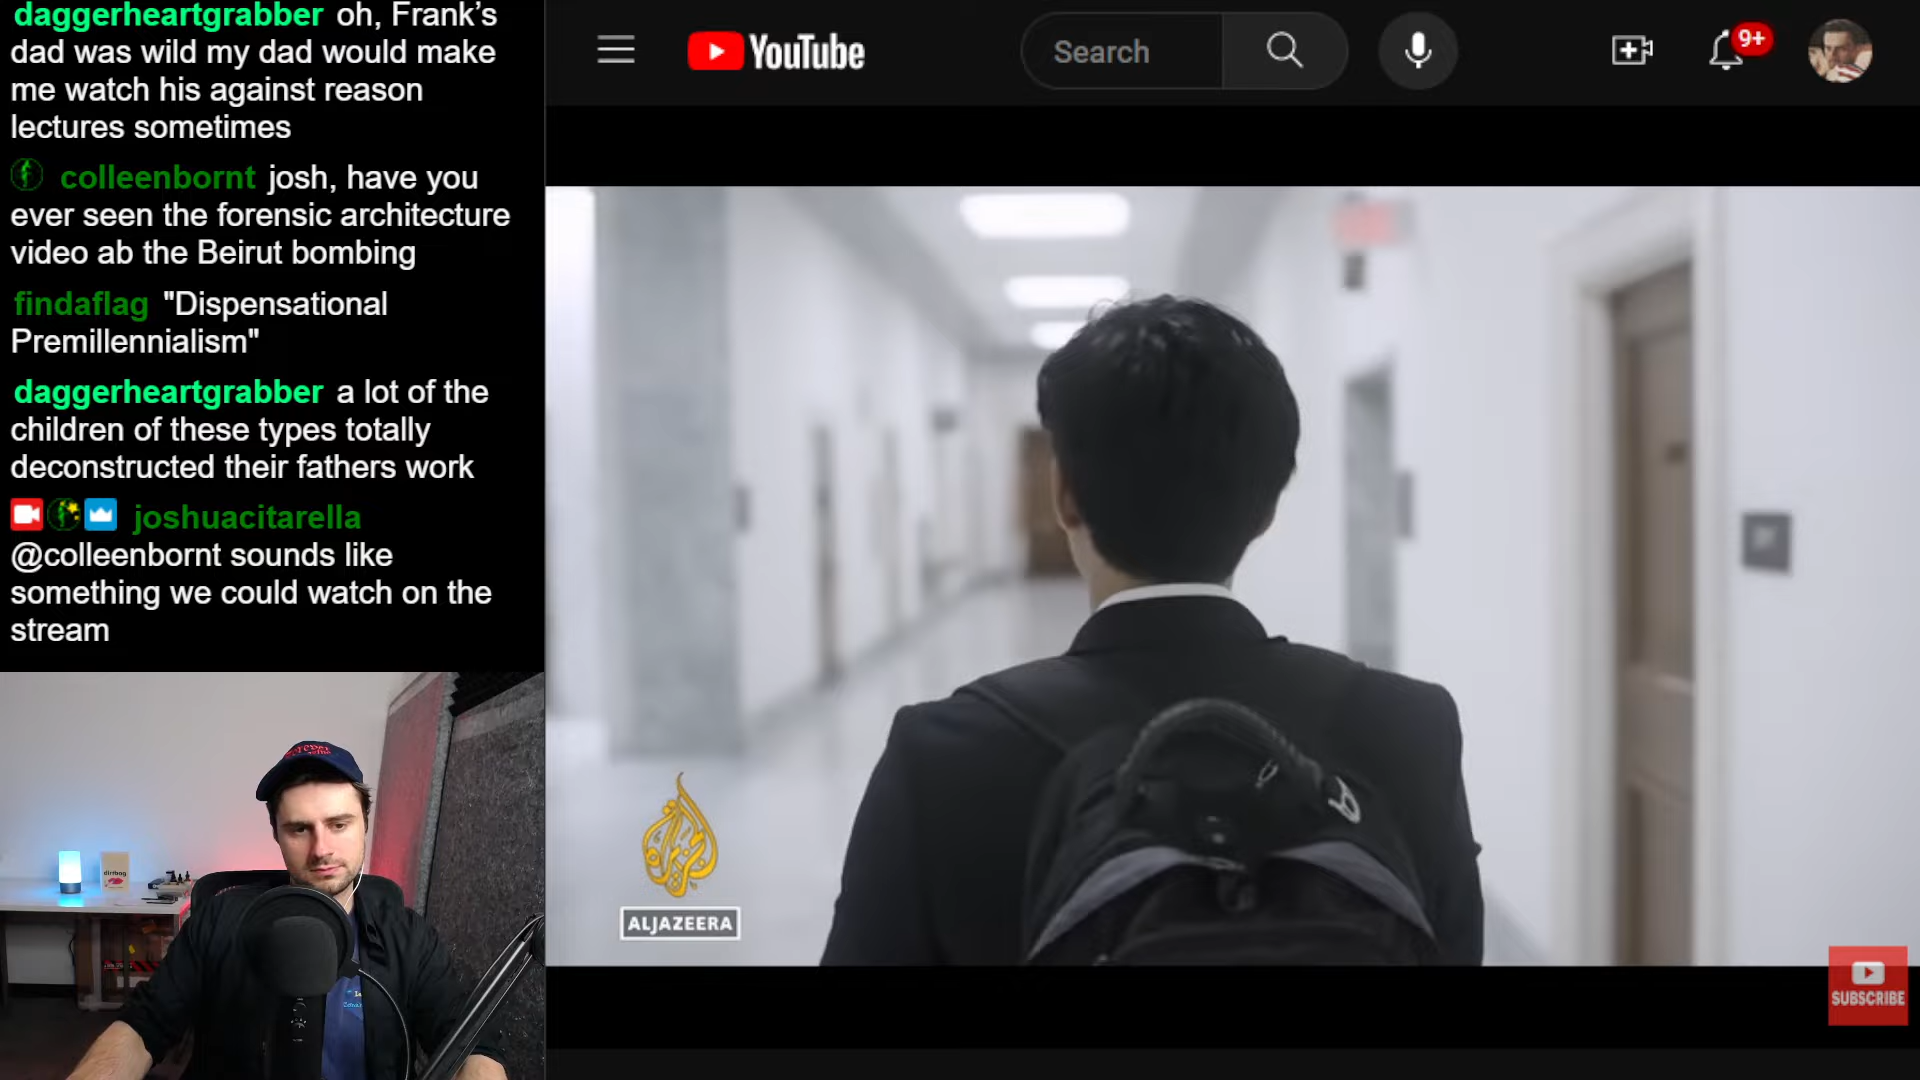 daggerheartgrabber oh, Frank's
dad was wild my dad would make
me watch his against reason
lectures sometimes
colleenbornt josh, have you
ever seen the forensic architecture
video ab the Beirut bombing
findaflag "Dispensational
Premillennialism"
daggerheartgrabber a lot of the
children of these types totally
deconstructed their fathers work
joshuacitarella
@colleenbornt sounds like
something we could watch on the
stream
YouTube
Search
9+
الجزيرة
ALJAZEERA
SUBSCRIBE
dirtbag